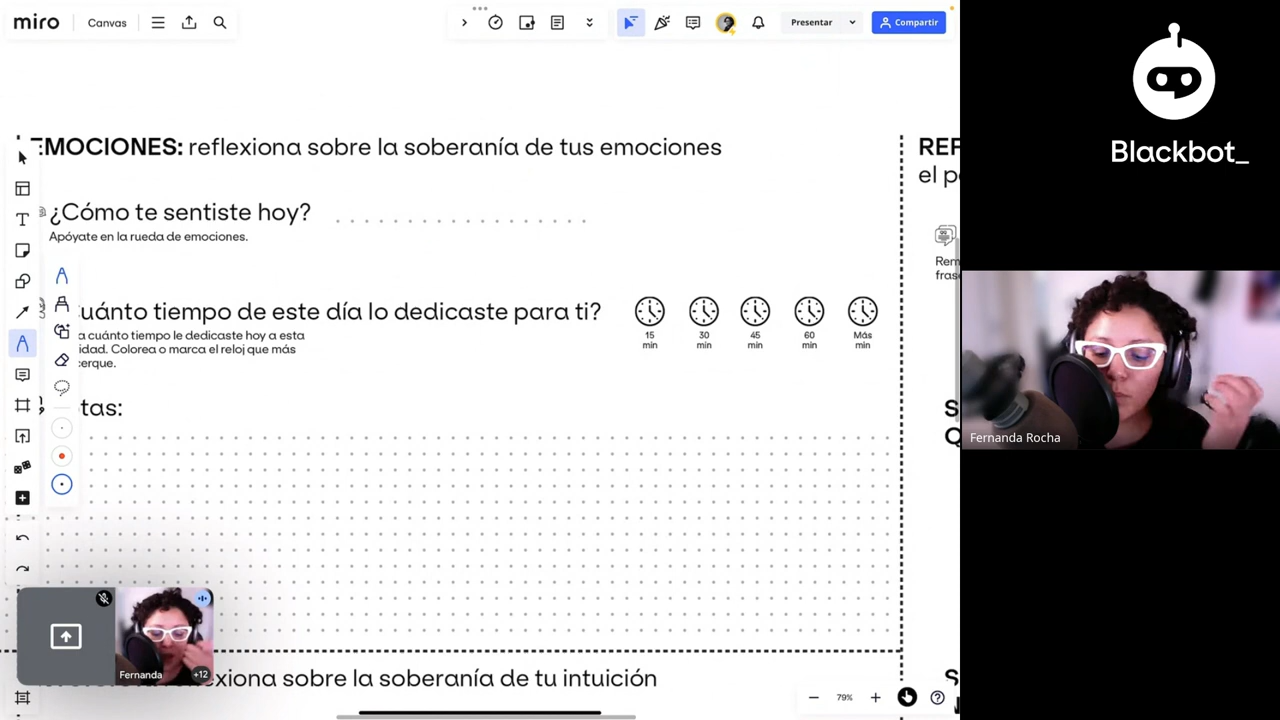 miro
Canvas
Presentar
Compartir
Blackbot_
EMOCIONES: reflexiona sobre la soberanía de tus emociones
¿Cómo te sentiste hoy?
Apóyate en la rueda de emociones.
uánto tiempo de este día lo dedicaste para ti?
a cuánto tiempo le dedicaste hoy a esta
idad. Colorea o marca el reloj que más
cerque.
15
min
30
min
45
min
60
min
Más
min
tas:
REF
el p
Rem
fras
S
Q
Fernanda Rocha
Fernanda
+12
xiona sobre la soberanía de tu intuición
S
79%